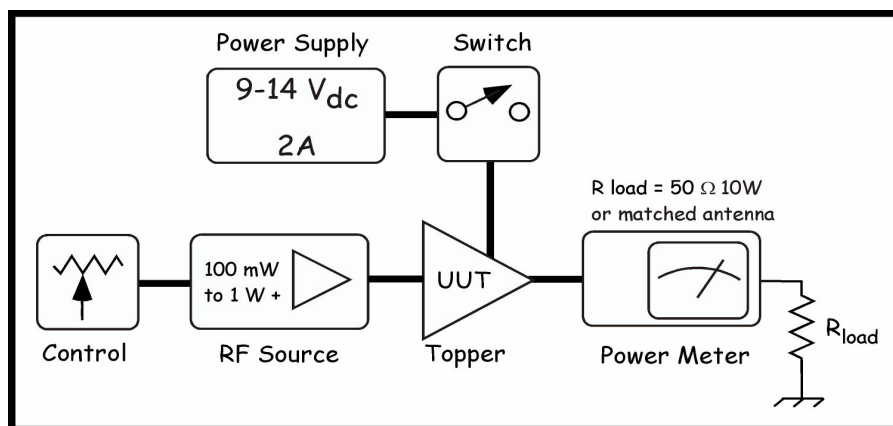 Power Supply
Switch
9-14 Vdc
2A
R load = 50 Ω 10W
or matched antenna
100 mW
to 1 W +
UUT
Control
RF Source
Topper
Power Meter
Rload